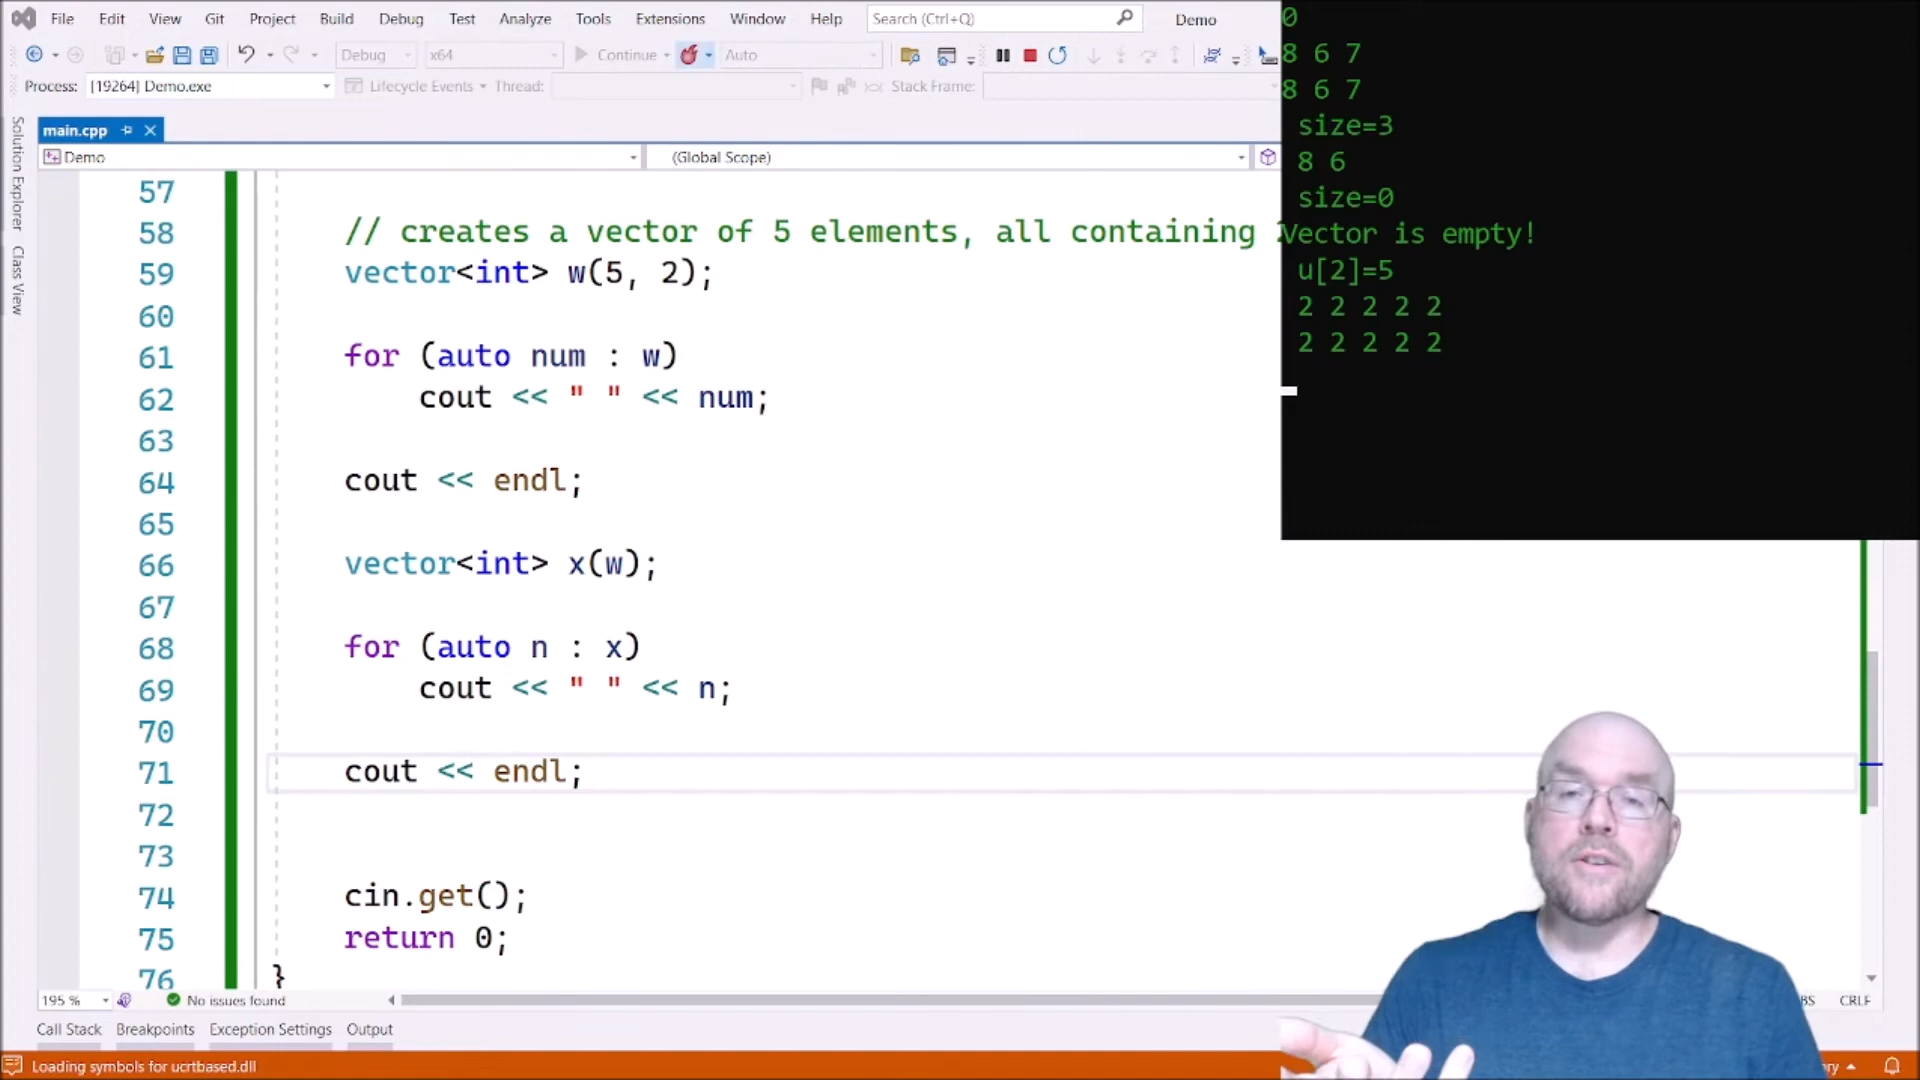 File Edit View Git Project Build Debug Test Analyze Tools Extensions Window Help Search (Ctrl+Q) Demo
Debug x64 Continue Auto
Process: [19264] Demo.exe Lifecycle Events Thread: Stack Frame:
Solution Explorer
Class View
main.cpp
Demo (Global Scope)
57
58 // creates a vector of 5 elements, all containing
59 vector<int> w(5, 2);
60
61 for (auto num : w)
62 cout << " " << num;
63
64 cout << endl;
65
66 vector<int> x(w);
67
68 for (auto n : x)
69 cout << " " << n;
70
71 cout << endl;
72
73
74 cin.get();
75 return 0;
76 }
0
8 6 7
8 6 7
size=3
8 6
size=0
Vector is empty!
u[2]=5
2 2 2 2 2
2 2 2 2 2
195 % No issues found CRLF
Call Stack Breakpoints Exception Settings Output
Loading symbols for ucrtbased.dll